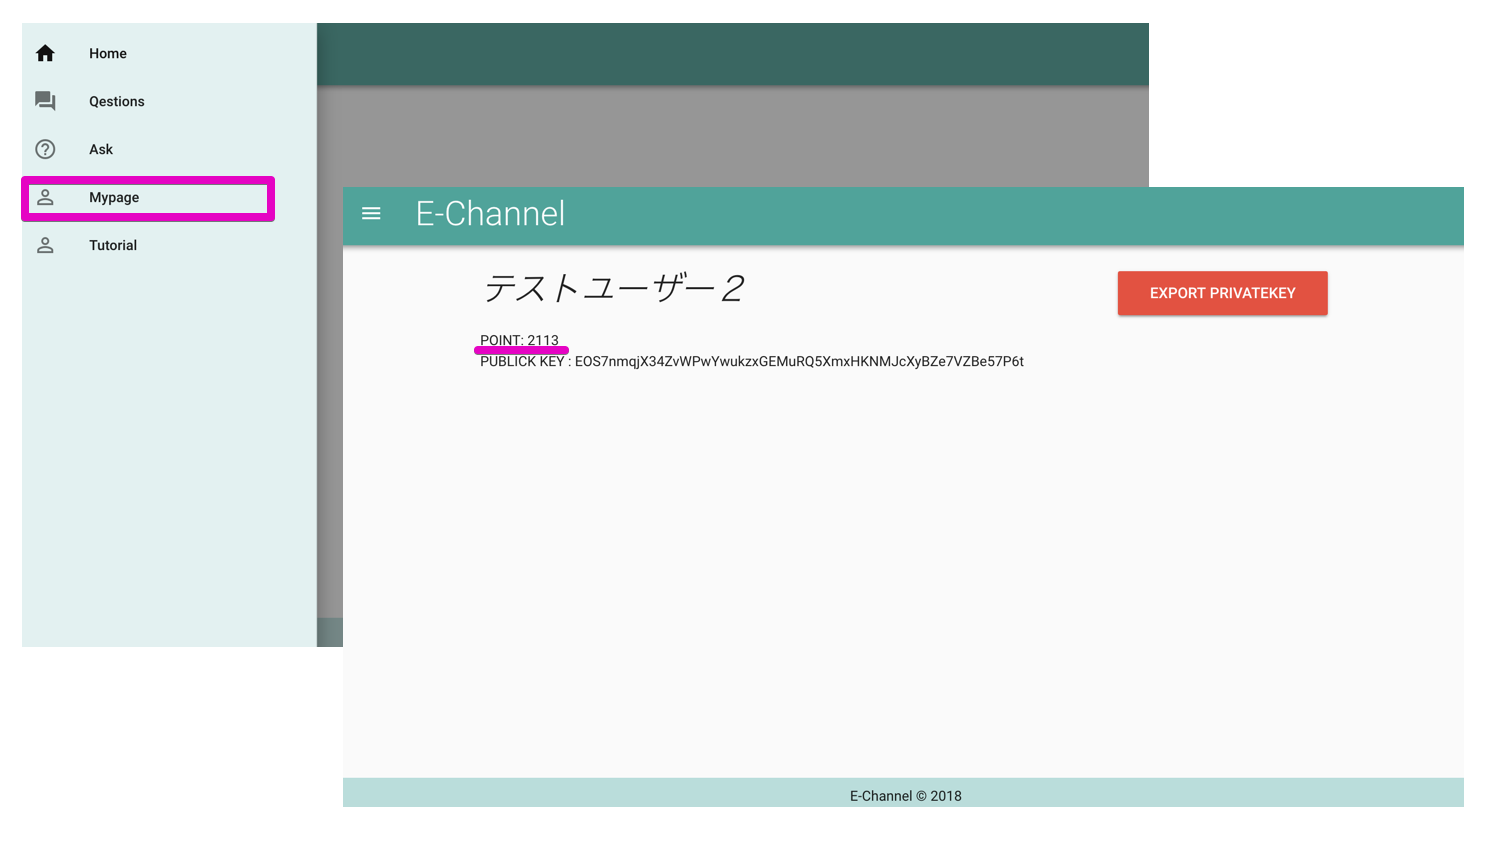 Home
Qestions
Ask
Mypage
Tutorial
E-Channel
テストユーザー２
EXPORT PRIVATEKEY
POINT: 2113
PUBLICK KEY : EOS7nmqjX34ZvWPwYwukzxGEMuRQ5XmxHKNMJcXyBZe7VZBe57P6t
E-Channel © 2018